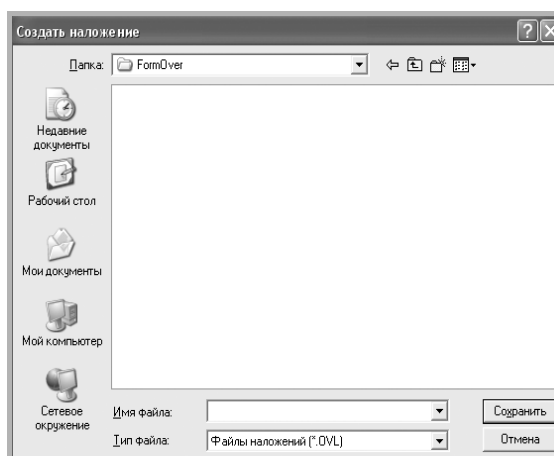 Создать наложение
Папка:
FormOver
Недавние
документы
Рабочий стол
Мои документы
Мой компьютер
Сетевое
окружение
Имя файла:
Тип файла:
Файлы наложений (*.OVL)
Сохранить
Отмена